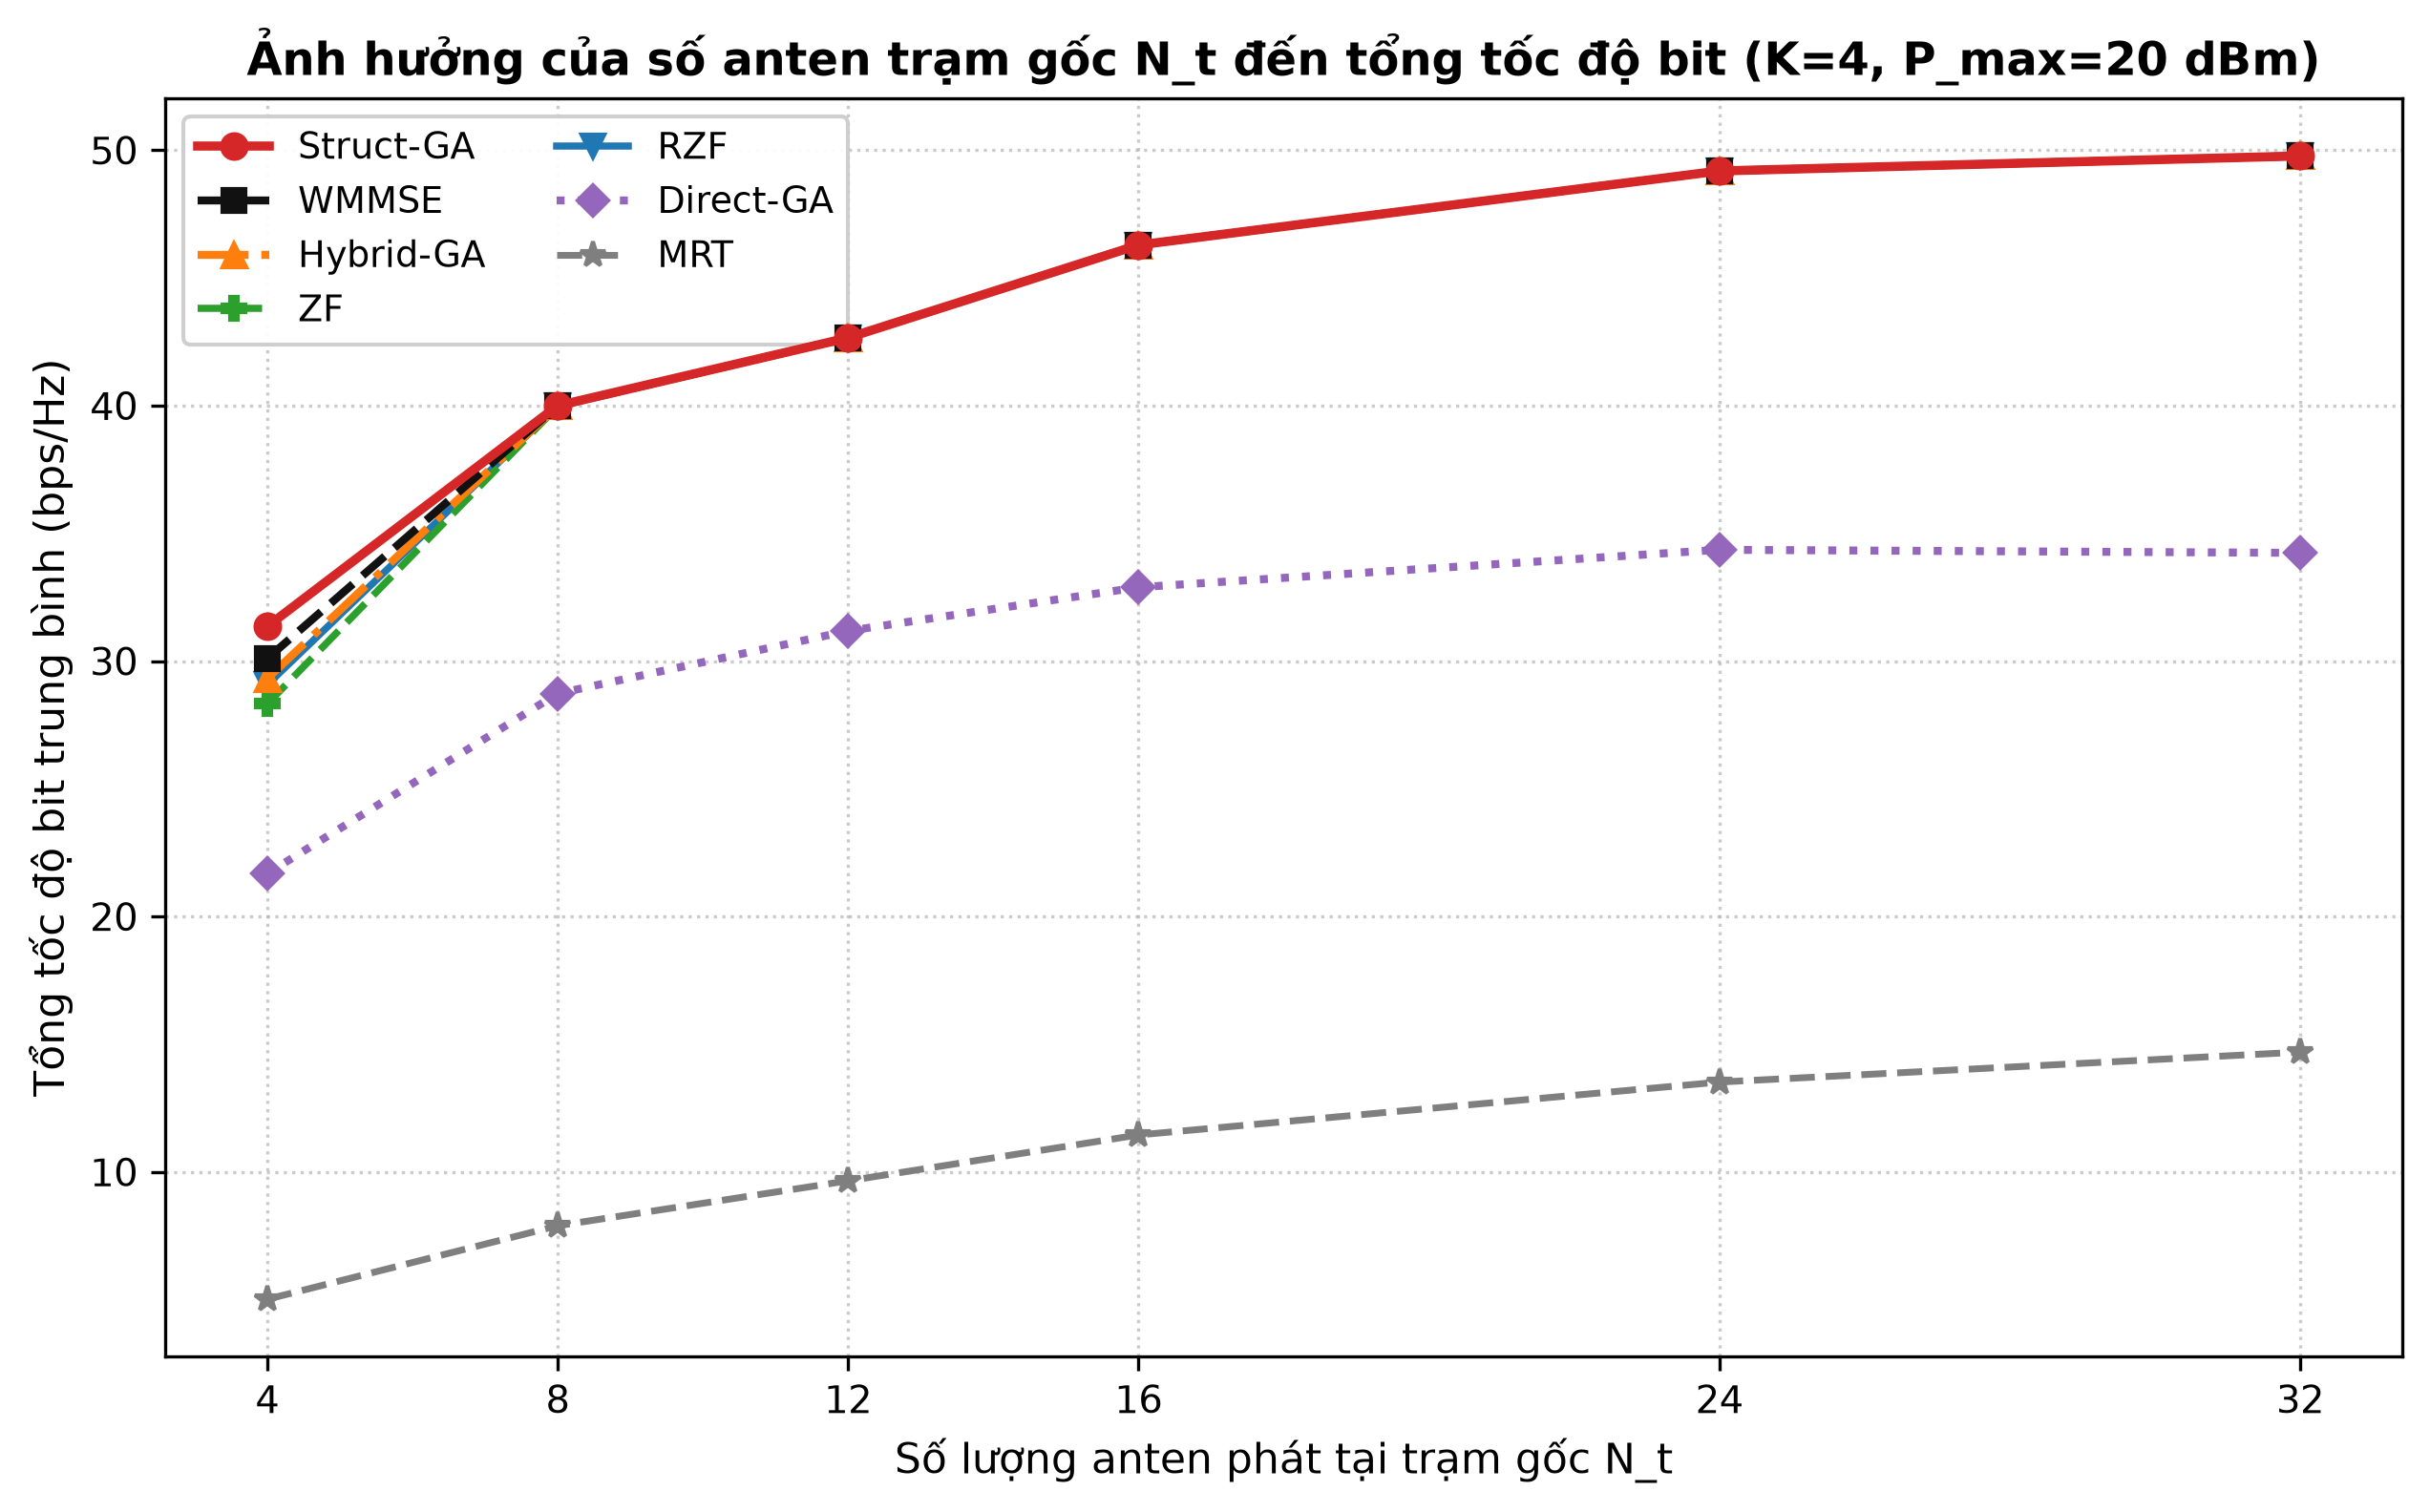 Ảnh hưởng của số anten trạm gốc N_t đến tổng tốc độ bit (K=4, P_max=20 dBm)
Struct-GA
WMMSE
Hybrid-GA
ZF
RZF
Direct-GA
MRT
Tổng tốc độ bit trung bình (bps/Hz)
50
40
30
20
10
4 8 12 16 24 32
Số lượng anten phát tại trạm gốc N_t